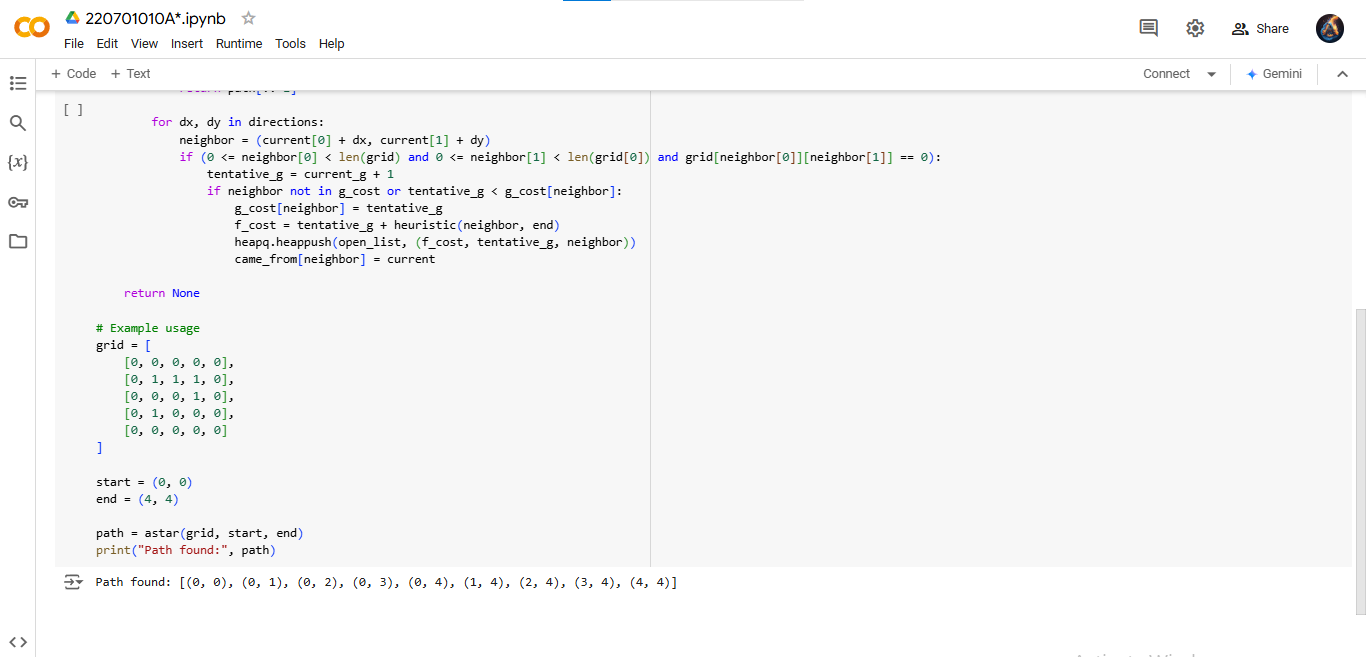 220701010A*.ipynb
File Edit View Insert Runtime Tools Help
Share
+ Code + Text
Connect
Gemini
[ ]
for dx, dy in directions:
neighbor = (current[0] + dx, current[1] + dy)
if (0 <= neighbor[0] < len(grid) and 0 <= neighbor[1] < len(grid[0]) and grid[neighbor[0]][neighbor[1]] == 0):
tentative_g = current_g + 1
if neighbor not in g_cost or tentative_g < g_cost[neighbor]:
g_cost[neighbor] = tentative_g
f_cost = tentative_g + heuristic(neighbor, end)
heapq.heappush(open_list, (f_cost, tentative_g, neighbor))
came_from[neighbor] = current
return None
# Example usage
grid = [
[0, 0, 0, 0, 0],
[0, 1, 1, 1, 0],
[0, 0, 0, 1, 0],
[0, 1, 0, 0, 0],
[0, 0, 0, 0, 0]
]
start = (0, 0)
end = (4, 4)
path = astar(grid, start, end)
print("Path found:", path)
Path found: [(0, 0), (0, 1), (0, 2), (0, 3), (0, 4), (1, 4), (2, 4), (3, 4), (4, 4)]